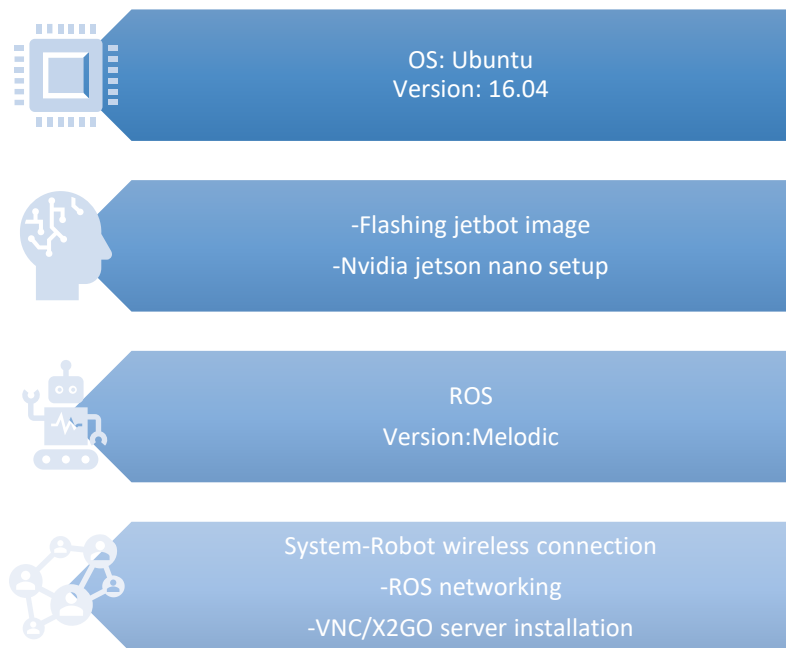 OS: Ubuntu
Version: 16.04
-Flashing jetbot image
-Nvidia jetson nano setup
ROS
Version:Melodic
System-Robot wireless connection
-ROS networking
-VNC/X2GO server installation